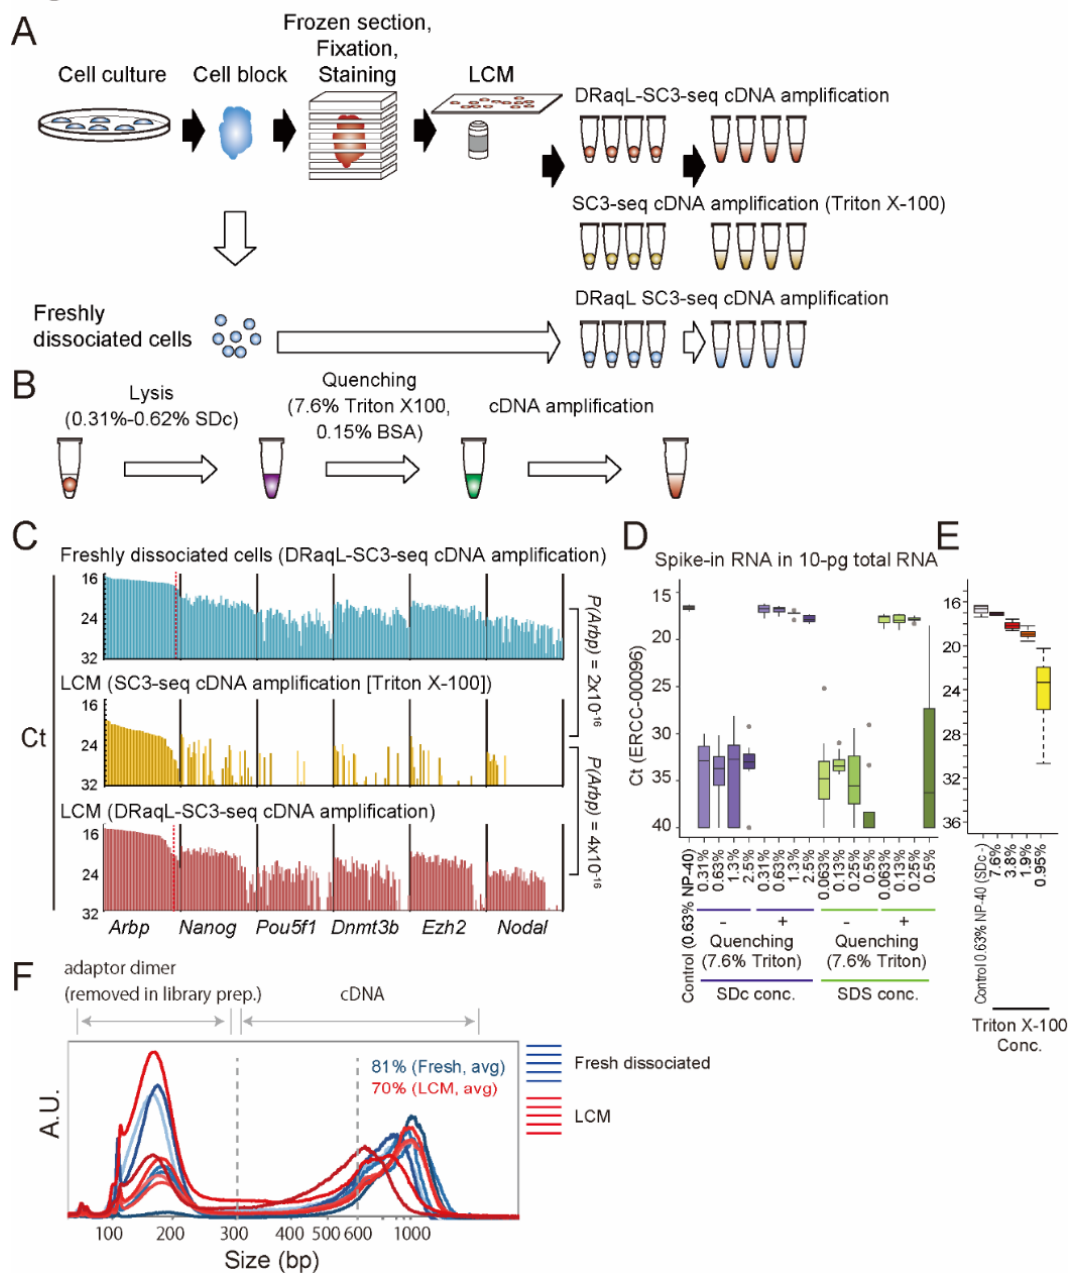 A
Cell culture
Cell block
Frozen section,
Fixation,
Staining
LCM
DRaqL-SC3-seq cDNA amplification
SC3-seq cDNA amplification (Triton X-100)
Freshly
dissociated cells
DRaqL SC3-seq cDNA amplification
B
Lysis
(0.31%-0.62% SDc)
Quenching
(7.6% Triton X100,
0.15% BSA)
cDNA amplification
C
Freshly dissociated cells (DRaqL-SC3-seq cDNA amplification)
16
24
32
P(Arbp) = 2x10-16
LCM (SC3-seq cDNA amplification [Triton X-100])
Ct
16
24
32
P(Arbp) = 4x10-16
LCM (DRaqL-SC3-seq cDNA amplification)
16
24
32
Arbp Nanog Pou5f1 Dnmt3b Ezh2 Nodal
D
Spike-in RNA in 10-pg total RNA
Ct (ERCC-00096)
15
20
25
30
35
40
Control (0.63% NP-40)
0.31%
0.63%
1.3%
2.5%
0.31%
0.63%
1.3%
2.5%
0.063%
0.13%
0.25%
0.5%
0.063%
0.13%
0.25%
0.5%
- + - +
Quenching
(7.6% Triton)
Quenching
(7.6% Triton)
SDc conc.
SDS conc.
E
16
20
24
28
32
36
Control 0.63% NP-40 (SDc -)
7.6%
3.8%
1.9%
0.95%
Triton X-100
Conc.
F
adaptor dimer
(removed in library prep.)
cDNA
81% (Fresh, avg)
70% (LCM, avg)
Fresh dissociated
LCM
A.U.
100 200 300 400 500 600 1000
Size (bp)